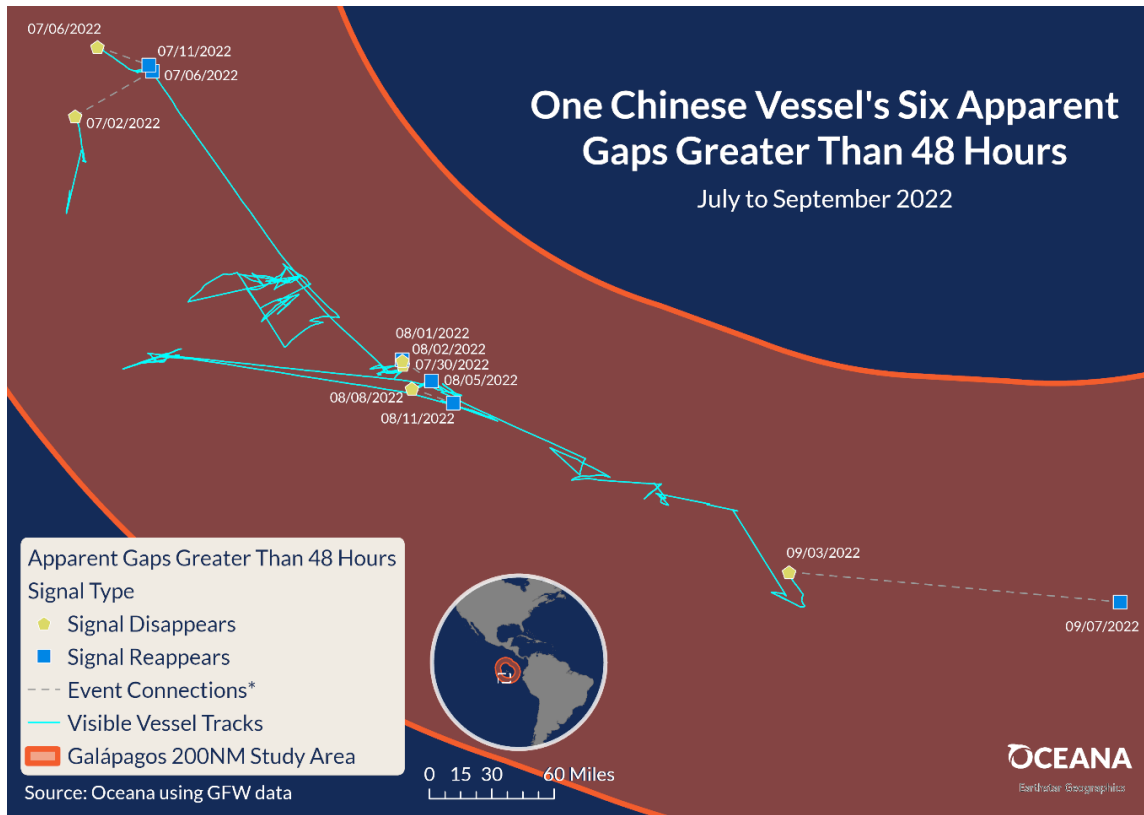 07/06/2022
07/11/2022
07/06/2022
07/02/2022
One Chinese Vessel's Six Apparent
Gaps Greater Than 48 Hours
July to September 2022
08/01/2022
08/02/2022
07/30/2022
08/05/2022
08/08/2022
08/11/2022
09/03/2022
09/07/2022
Apparent Gaps Greater Than 48 Hours
Signal Type
Signal Disappears
Signal Reappears
Event Connections*
Visible Vessel Tracks
Galápagos 200NM Study Area
Source: Oceana using GFW data
0 15 30 60 Miles
OCEANA
Earthstar Geographics